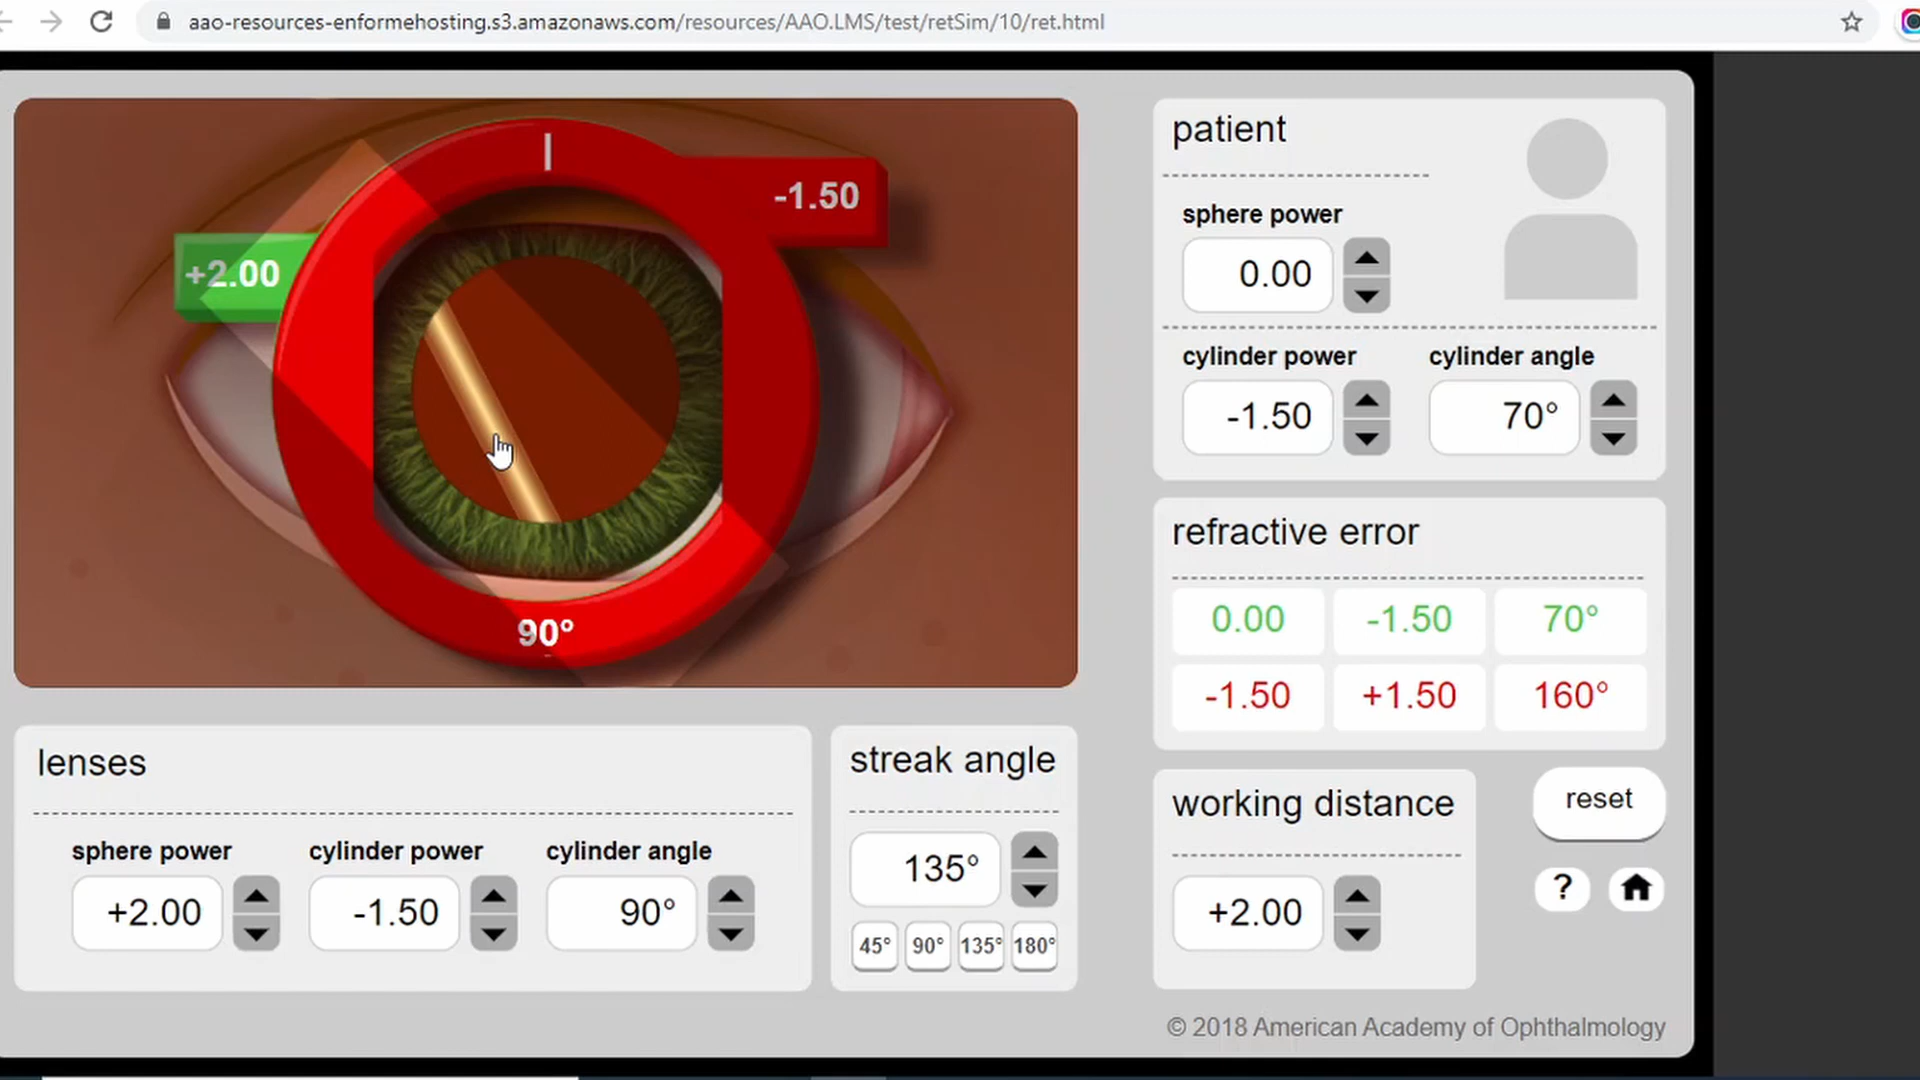 aao-resources-enformehosting.s3.amazonaws.com/resources/AAO.LMS/test/retSim/10/ret.html
-1.50
+2.00
90°
patient
sphere power
0.00
cylinder power
cylinder angle
-1.50
70°
refractive error
0.00 -1.50 70°
-1.50 +1.50 160°
lenses
sphere power
cylinder power
cylinder angle
+2.00
-1.50
90°
streak angle
135°
45° 90° 135° 180°
working distance
+2.00
reset
?
© 2018 American Academy of Ophthalmology